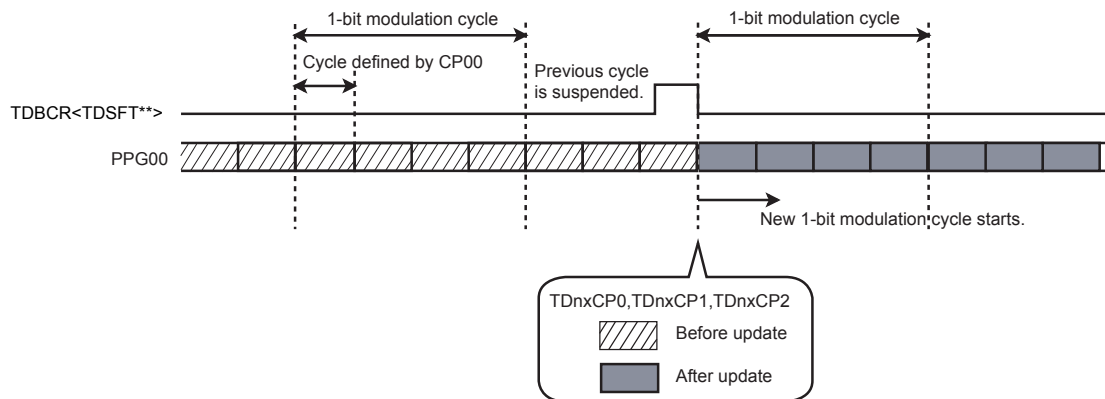 1-bit modulation cycle
1-bit modulation cycle
Cycle defined by CP00
Previous cycle
is suspended.
TDBCR<TDSFT**>
PPG00
New 1-bit modulation cycle starts.
TDnxCP0,TDnxCP1,TDnxCP2
Before update
After update